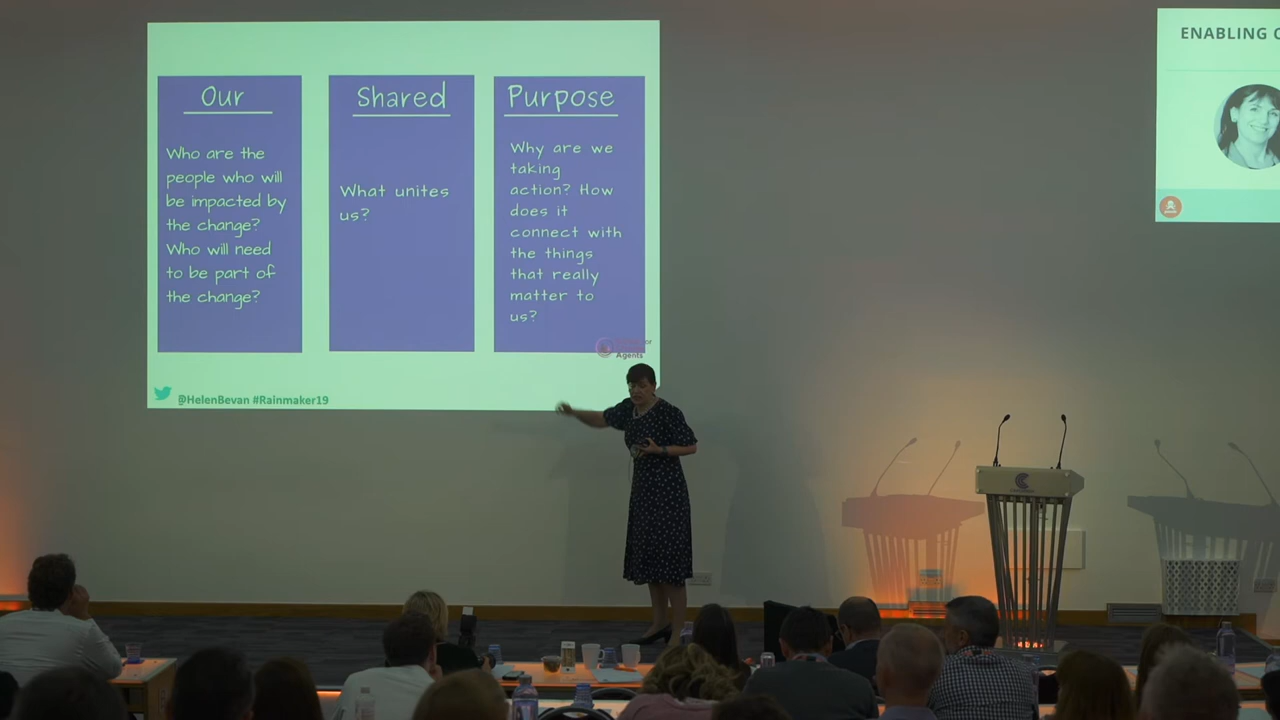 Our
Who are the
people who will
be impacted by
the change?
Who will need
to be part of
the change?
Shared
What unites
us?
Purpose
Why are we
taking
action? How
does it
connect with
the things
that really
matter to
us?
Agents
@HelenBevan #Rainmaker19
ENABLING